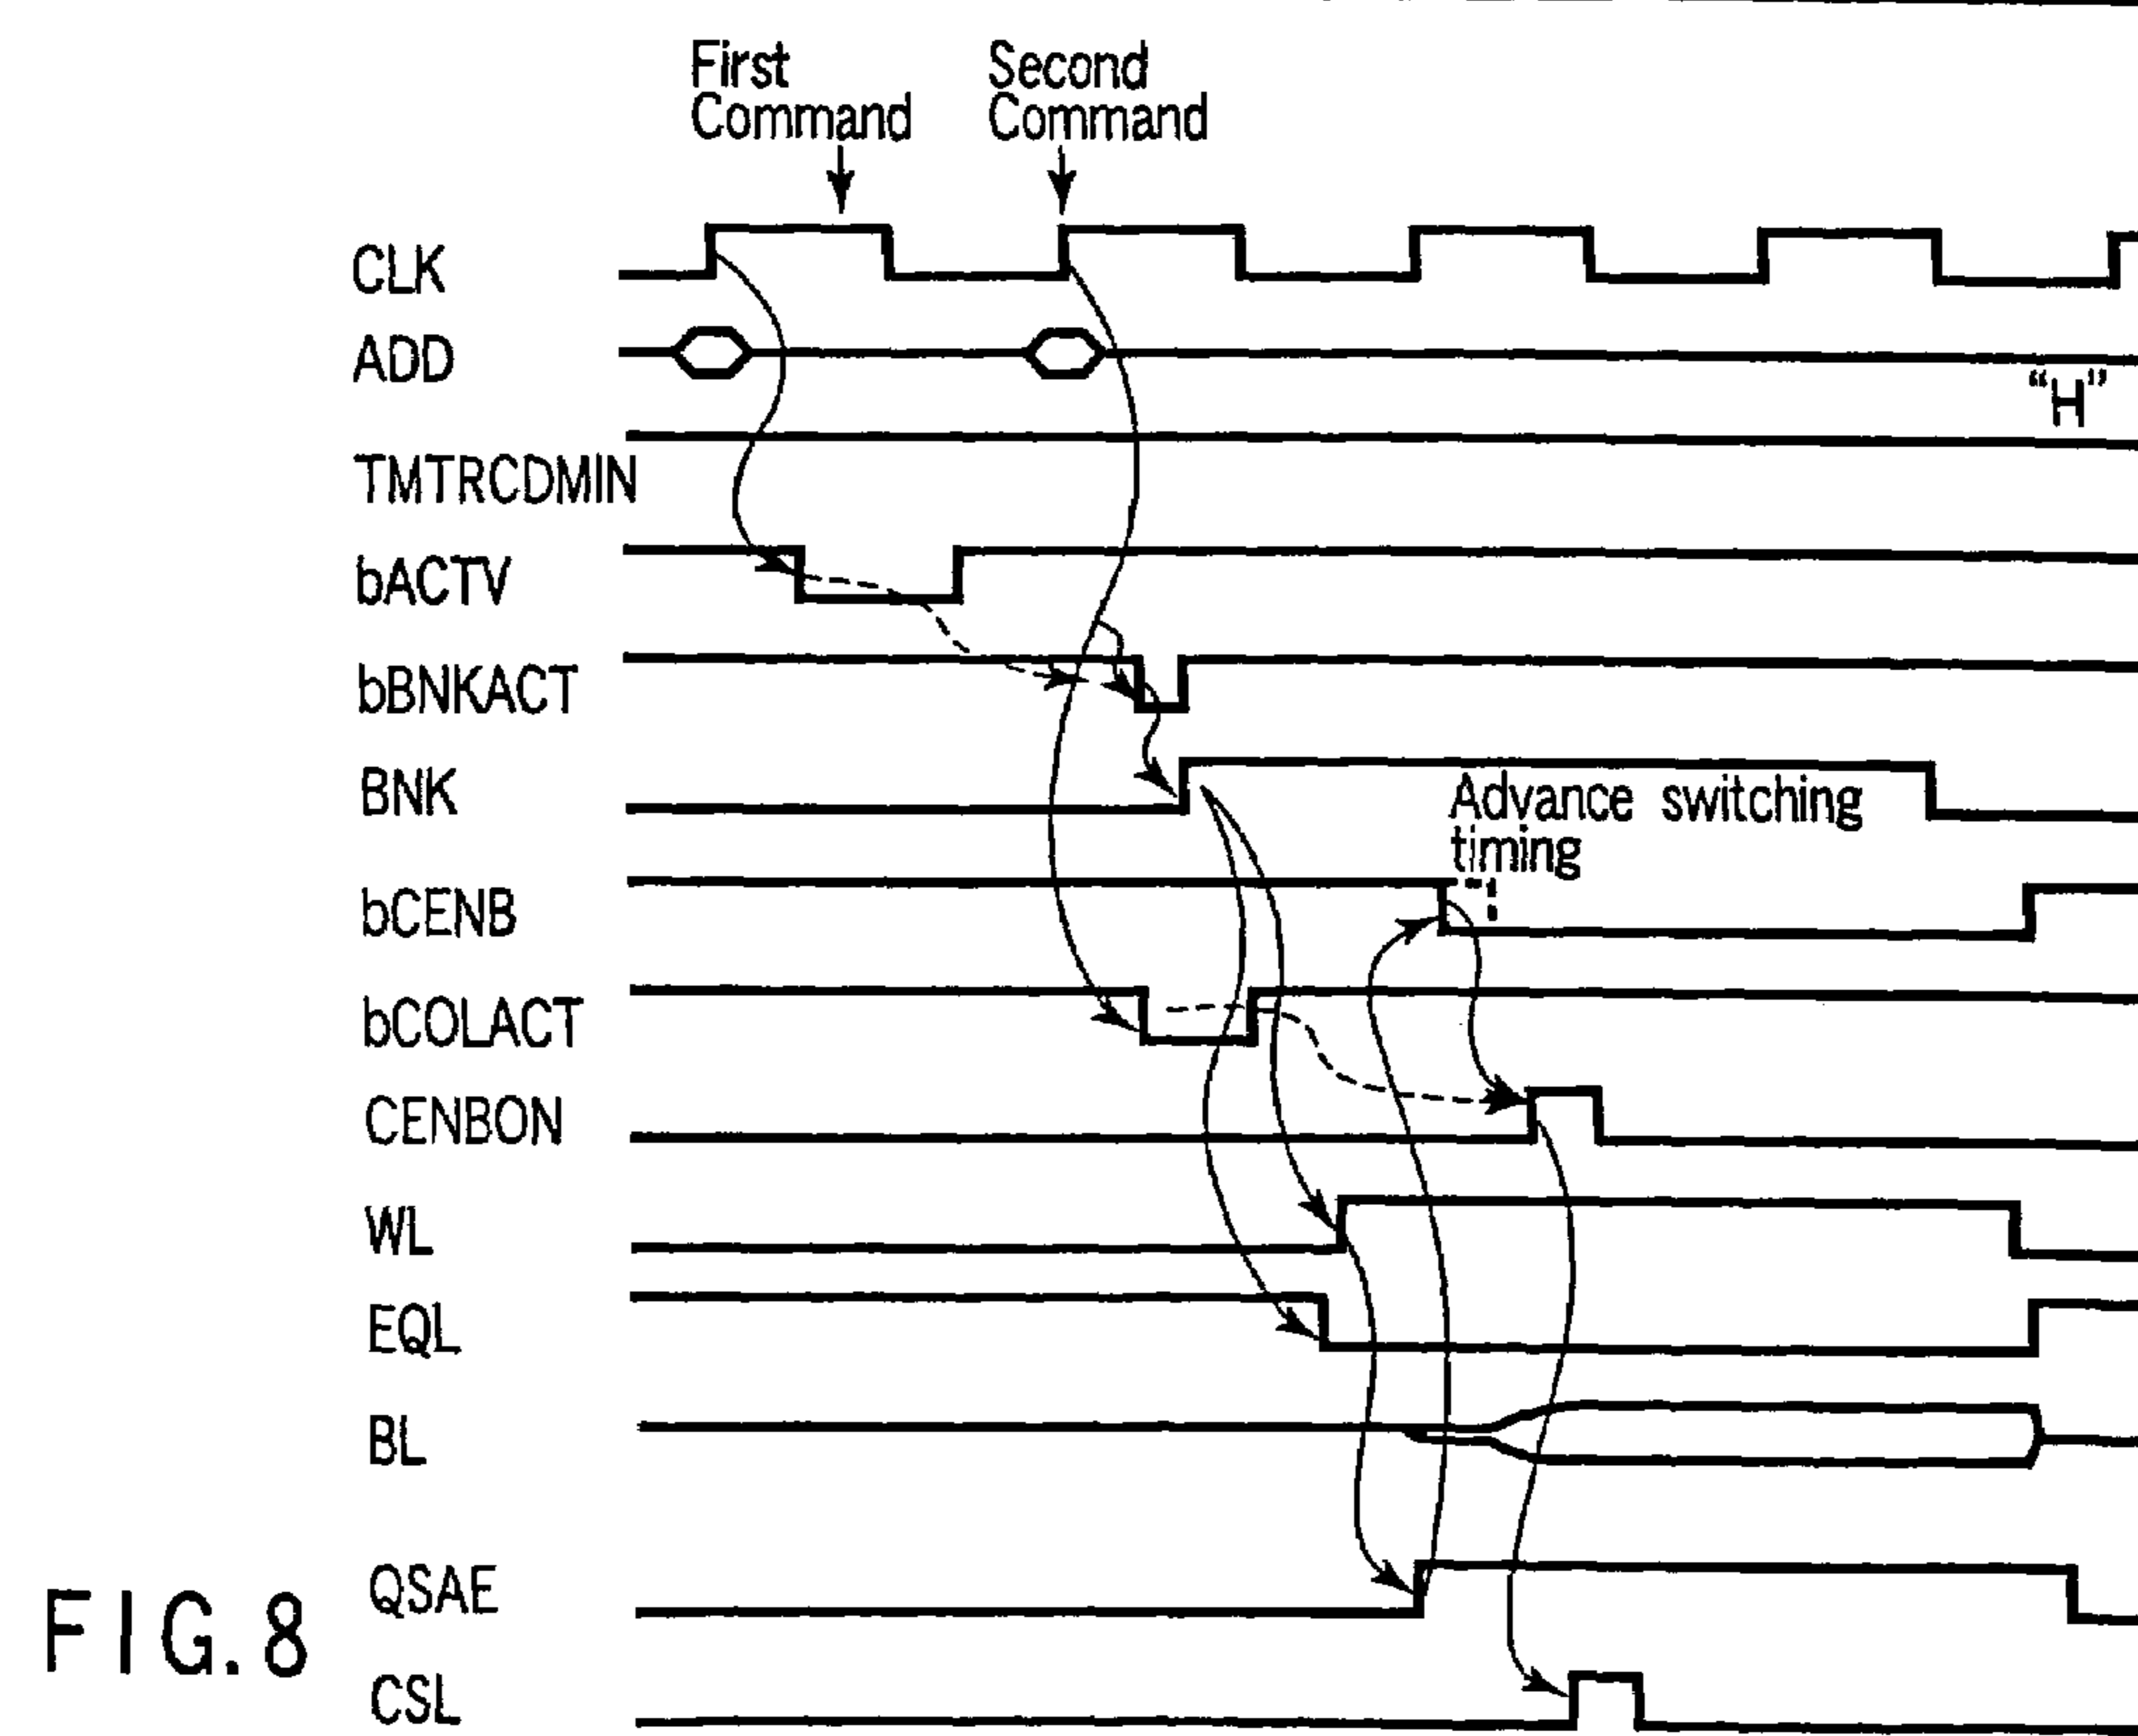 First
Command
Second
Command
CLK
ADD
"H"
TMTRCDMIN
bACTV
bBNKACT
BNK
Advance switching
timing
bCENB
bCOLACT
CENBON
WL
EQL
BL
QSAE
CSL
FIG. 8